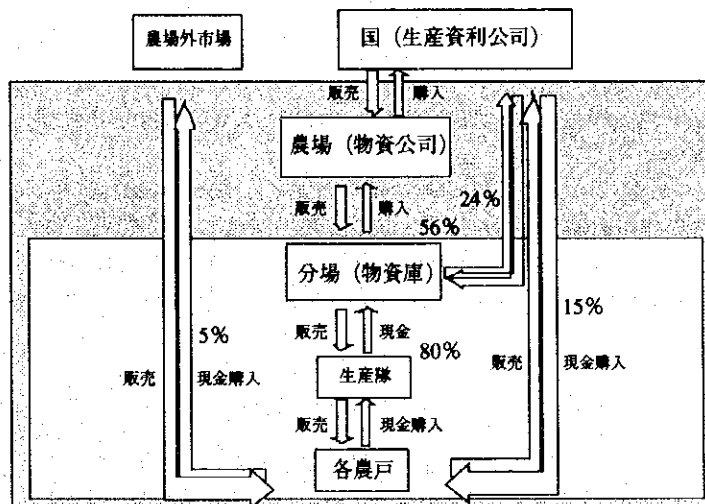 農場外市場
国（生産資利公司）
販売
購入
農場（物資公司）
販売
購入
24%
56%
分場（物資庫）
販売
現金
80%
生産隊
販売
現金購入
各農戸
5%
販売
現金購入
15%
販売
現金購入